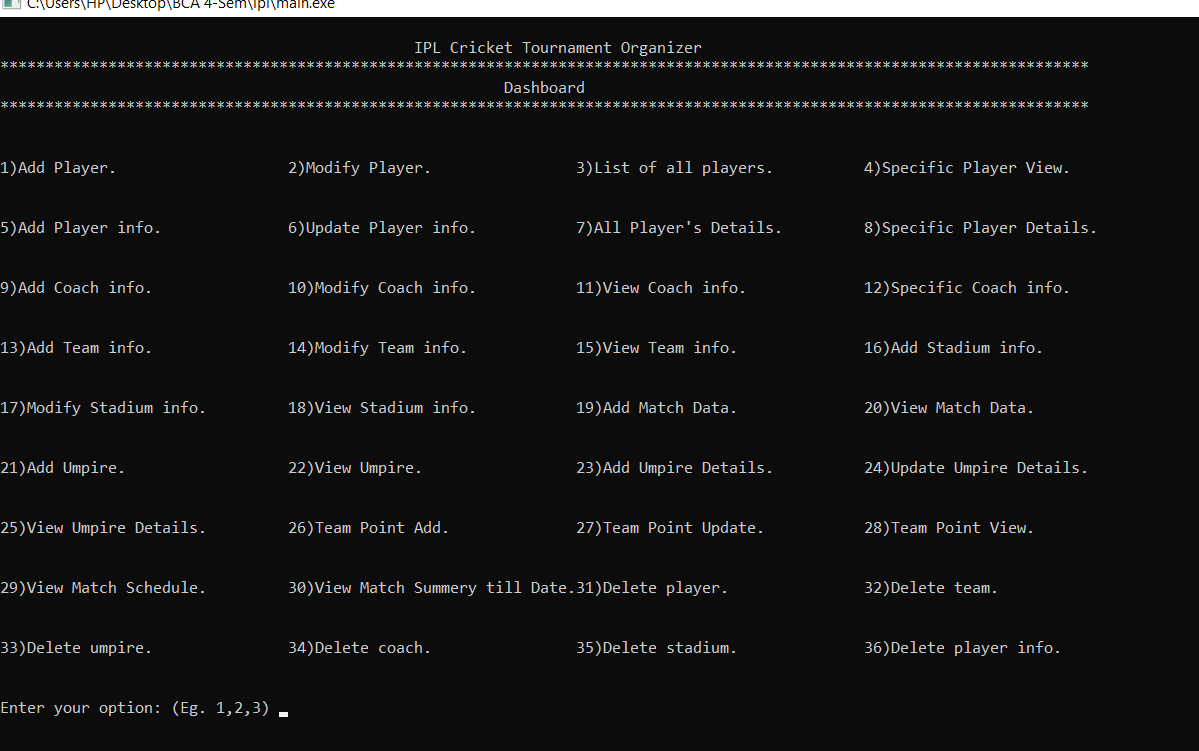 C:\Users\HP\Desktop\BCA 4-Sem\ipl\main.exe
IPL Cricket Tournament Organizer
*************************************************************************************************************************
Dashboard
*************************************************************************************************************************
1)Add Player. 2)Modify Player. 3)List of all players. 4)Specific Player View.
5)Add Player info. 6)Update Player info. 7)All Player's Details. 8)Specific Player Details.
9)Add Coach info. 10)Modify Coach info. 11)View Coach info. 12)Specific Coach info.
13)Add Team info. 14)Modify Team info. 15)View Team info. 16)Add Stadium info.
17)Modify Stadium info. 18)View Stadium info. 19)Add Match Data. 20)View Match Data.
21)Add Umpire. 22)View Umpire. 23)Add Umpire Details. 24)Update Umpire Details.
25)View Umpire Details. 26)Team Point Add. 27)Team Point Update. 28)Team Point View.
29)View Match Schedule. 30)View Match Summery till Date.31)Delete player. 32)Delete team.
33)Delete umpire. 34)Delete coach. 35)Delete stadium. 36)Delete player info.
Enter your option: (Eg. 1,2,3)